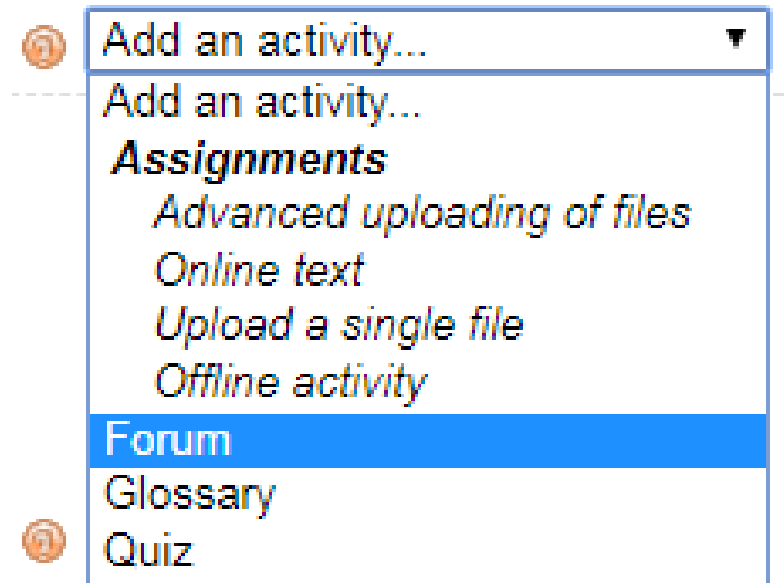 Add an activity...
Add an activity...
Assignments
Advanced uploading of files
Online text
Upload a single file
Offline activity
Forum
Glossary
Quiz